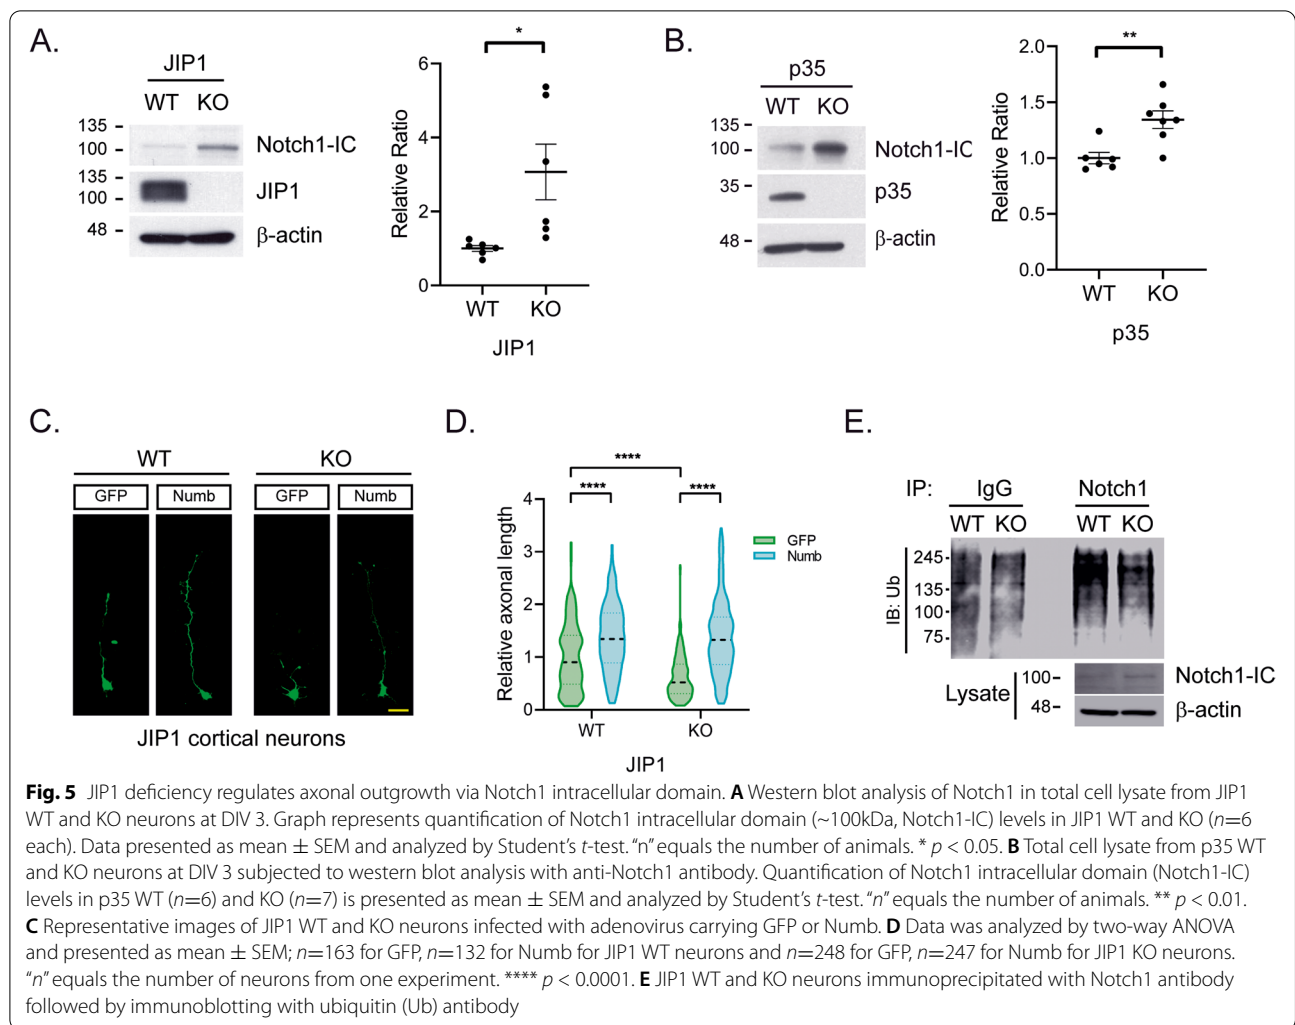 A.
JIP1
WT KO
135
100
Notch1-IC
135
100
JIP1
48
β-actin
Relative Ratio
6
4
2
0
*
WT KO
JIP1
B.
p35
WT KO
135
100
Notch1-IC
35
p35
48
β-actin
Relative Ratio
2.0
1.5
1.0
0.5
0.0
**
WT KO
p35
C.
WT KO
GFP Numb GFP Numb
JIP1 cortical neurons
D.
Relative axonal length
4
3
2
1
0
****
**** ****
GFP
Numb
WT KO
JIP1
E.
IP: IgG Notch1
WT KO WT KO
IB: Ub
245
135
100
75
Lysate
100
48
Notch1-IC
β-actin
Fig. 5 JIP1 deficiency regulates axonal outgrowth via Notch1 intracellular domain. A Western blot analysis of Notch1 in total cell lysate from JIP1
WT and KO neurons at DIV 3. Graph represents quantification of Notch1 intracellular domain (~100kDa, Notch1-IC) levels in JIP1 WT and KO (n=6
each). Data presented as mean ± SEM and analyzed by Student's t-test. "n" equals the number of animals. * p < 0.05. B Total cell lysate from p35 WT
and KO neurons at DIV 3 subjected to western blot analysis with anti-Notch1 antibody. Quantification of Notch1 intracellular domain (Notch1-IC)
levels in p35 WT (n=6) and KO (n=7) is presented as mean ± SEM and analyzed by Student's t-test. "n" equals the number of animals. ** p < 0.01.
C Representative images of JIP1 WT and KO neurons infected with adenovirus carrying GFP or Numb. D Data was analyzed by two-way ANOVA
and presented as mean ± SEM; n=163 for GFP, n=132 for Numb for JIP1 WT neurons and n=248 for GFP, n=247 for Numb for JIP1 KO neurons.
"n" equals the number of neurons from one experiment. **** p < 0.0001. E JIP1 WT and KO neurons immunoprecipitated with Notch1 antibody
followed by immunoblotting with ubiquitin (Ub) antibody